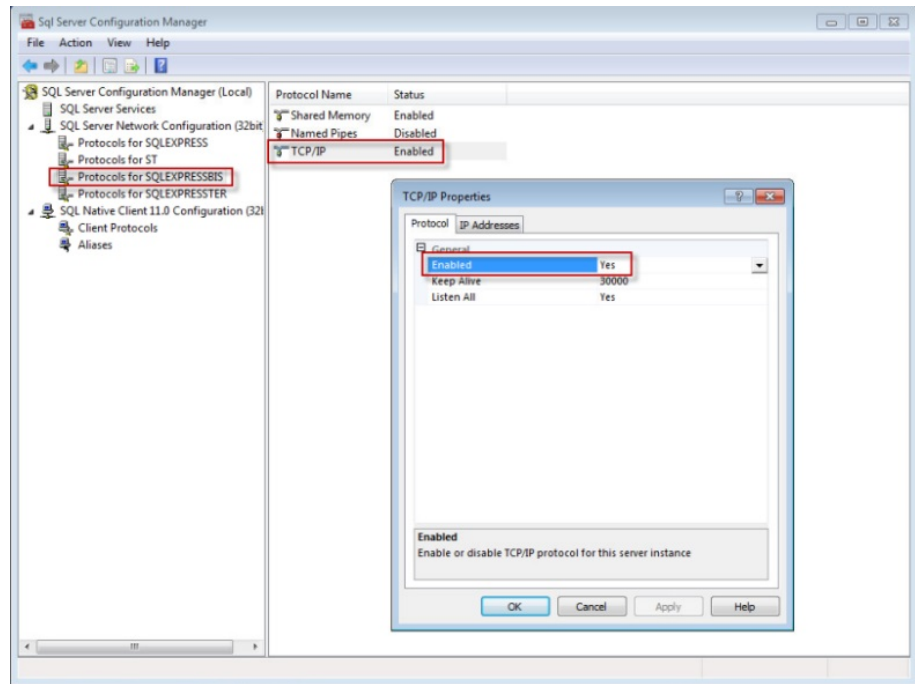 Sql Server Configuration Manager
File Action View Help
SQL Server Configuration Manager (Local)
SQL Server Services
SQL Server Network Configuration (32bit
Protocols for SQLEXPRESS
Protocols for ST
Protocols for SQLEXPRESSBIS
Protocols for SQLEXPRESSTER
SQL Native Client 11.0 Configuration (32l
Client Protocols
Aliases
Protocol Name Status
Shared Memory Enabled
Named Pipes Disabled
TCP/IP Enabled
TCP/IP Properties
Protocol IP Addresses
General
Enabled Yes
Keep Alive 30000
Listen All Yes
Enabled
Enable or disable TCP/IP protocol for this server instance
OK Cancel Apply Help